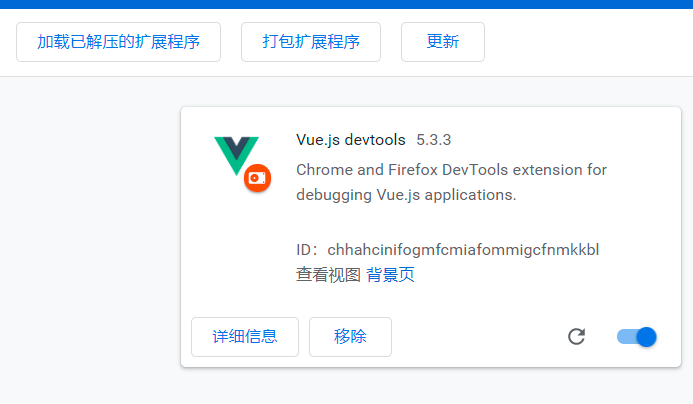 加载已解压的扩展程序 打包扩展程序 更新
Vue.js devtools 5.3.3
Chrome and Firefox DevTools extension for
debugging Vue.js applications.
ID：chhahcinifogmfcmiafommigcfnmkkbl
查看视图 背景页
详细信息 移除